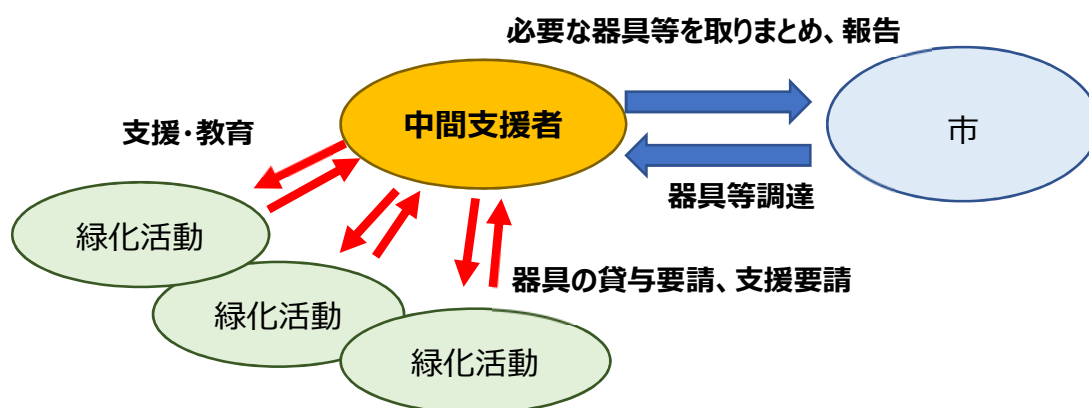 必要な器具等を取りまとめ、報告
中間支援者
市
支援・教育
器具等調達
緑化活動
緑化活動
緑化活動
器具の貸与要請、支援要請